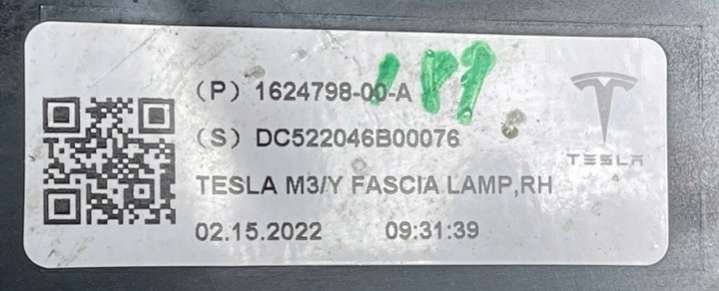 (P) 1624798-00-A
(S) DC522046B00076
TESLA
TESLA M3/Y FASCIA LAMP,RH
02.15.2022 09:31:39